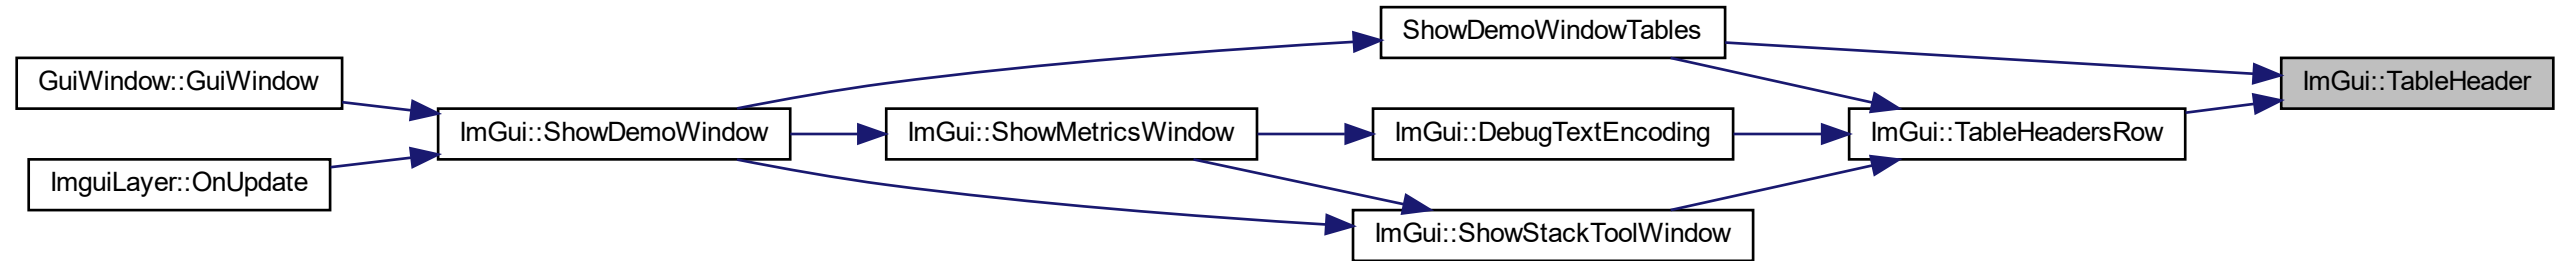 GuiWindow::GuiWindow
ImguiLayer::OnUpdate
ImGui::ShowDemoWindow
ShowDemoWindowTables
ImGui::ShowMetricsWindow
ImGui::DebugTextEncoding
ImGui::ShowStackToolWindow
ImGui::TableHeadersRow
ImGui::TableHeader